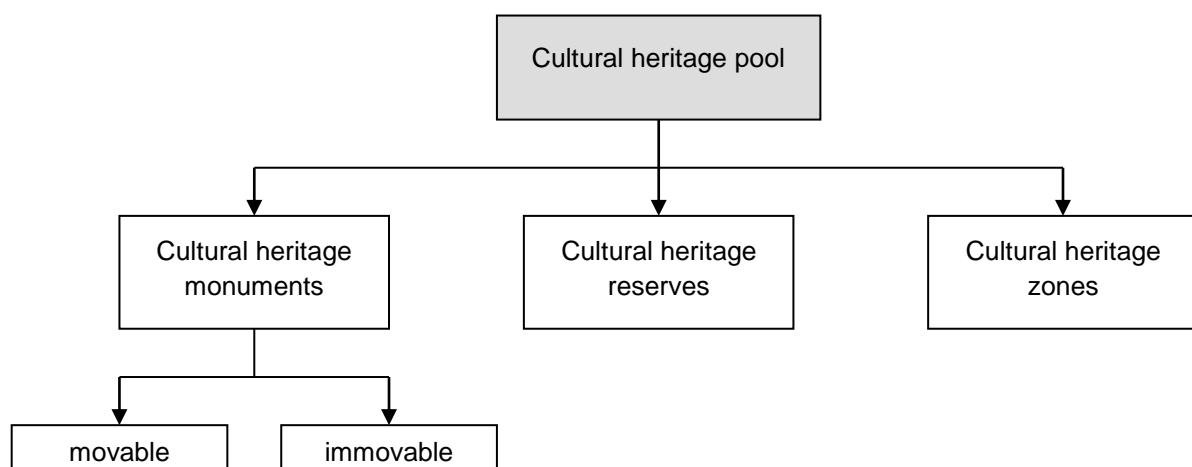 Cultural heritage pool
Cultural heritage
monuments
Cultural heritage
reserves
Cultural heritage
zones
movable
immovable